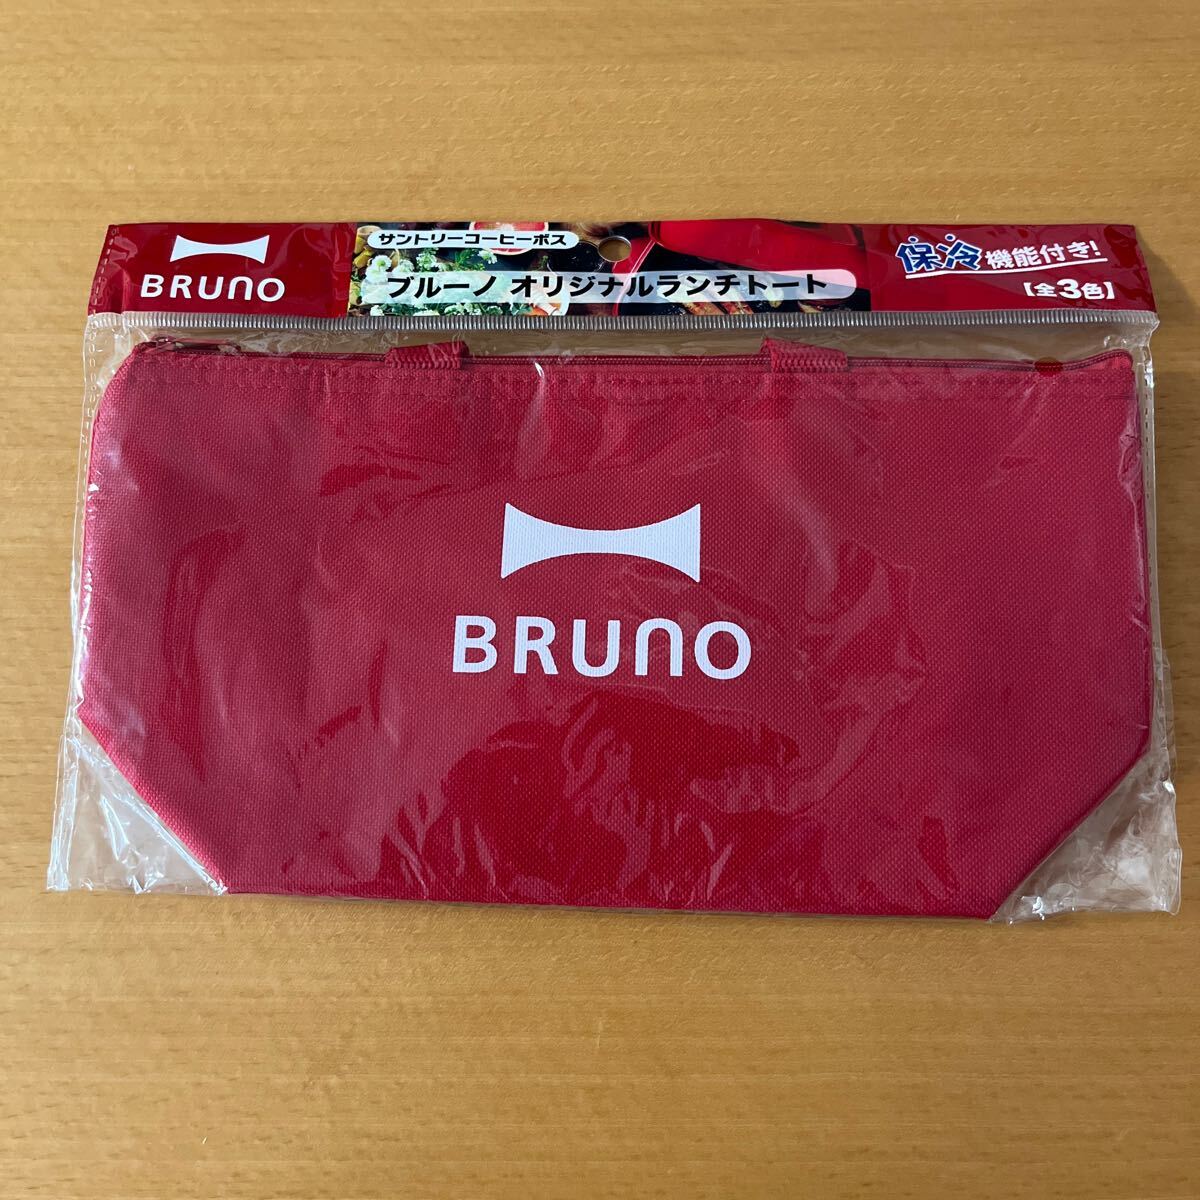 BRUNO
サントリーコーヒーボス
ブルーノ オリジナルランチトート
保冷機能付き!
【全3色】
BRUNO